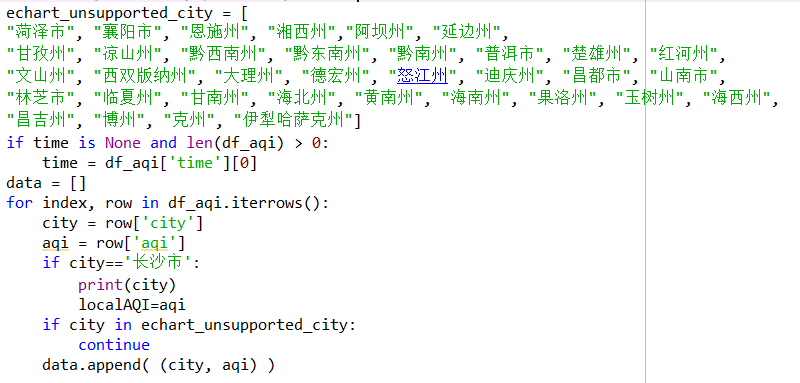 echart_unsupported_city = [
"菏泽市", "襄阳市", "恩施州", "湘西州","阿坝州", "延边州",
"甘孜州", "凉山州", "黔西南州", "黔东南州", "黔南州", "普洱市", "楚雄州", "红河州",
"文山州", "西双版纳州", "大理州", "德宏州", "怒江州", "迪庆州", "昌都市", "山南市",
"林芝市", "临夏州", "甘南州", "海北州", "黄南州", "海南州", "果洛州", "玉树州", "海西州",
"昌吉州", "博州", "克州", "伊犁哈萨克州"]
if time is None and len(df_aqi) > 0:
    time = df_aqi['time'][0]
data = []
for index, row in df_aqi.iterrows():
    city = row['city']
    aqi = row['aqi']
    if city=='长沙市':
        print(city)
        localAQI=aqi
    if city in echart_unsupported_city:
        continue
    data.append( (city, aqi) )